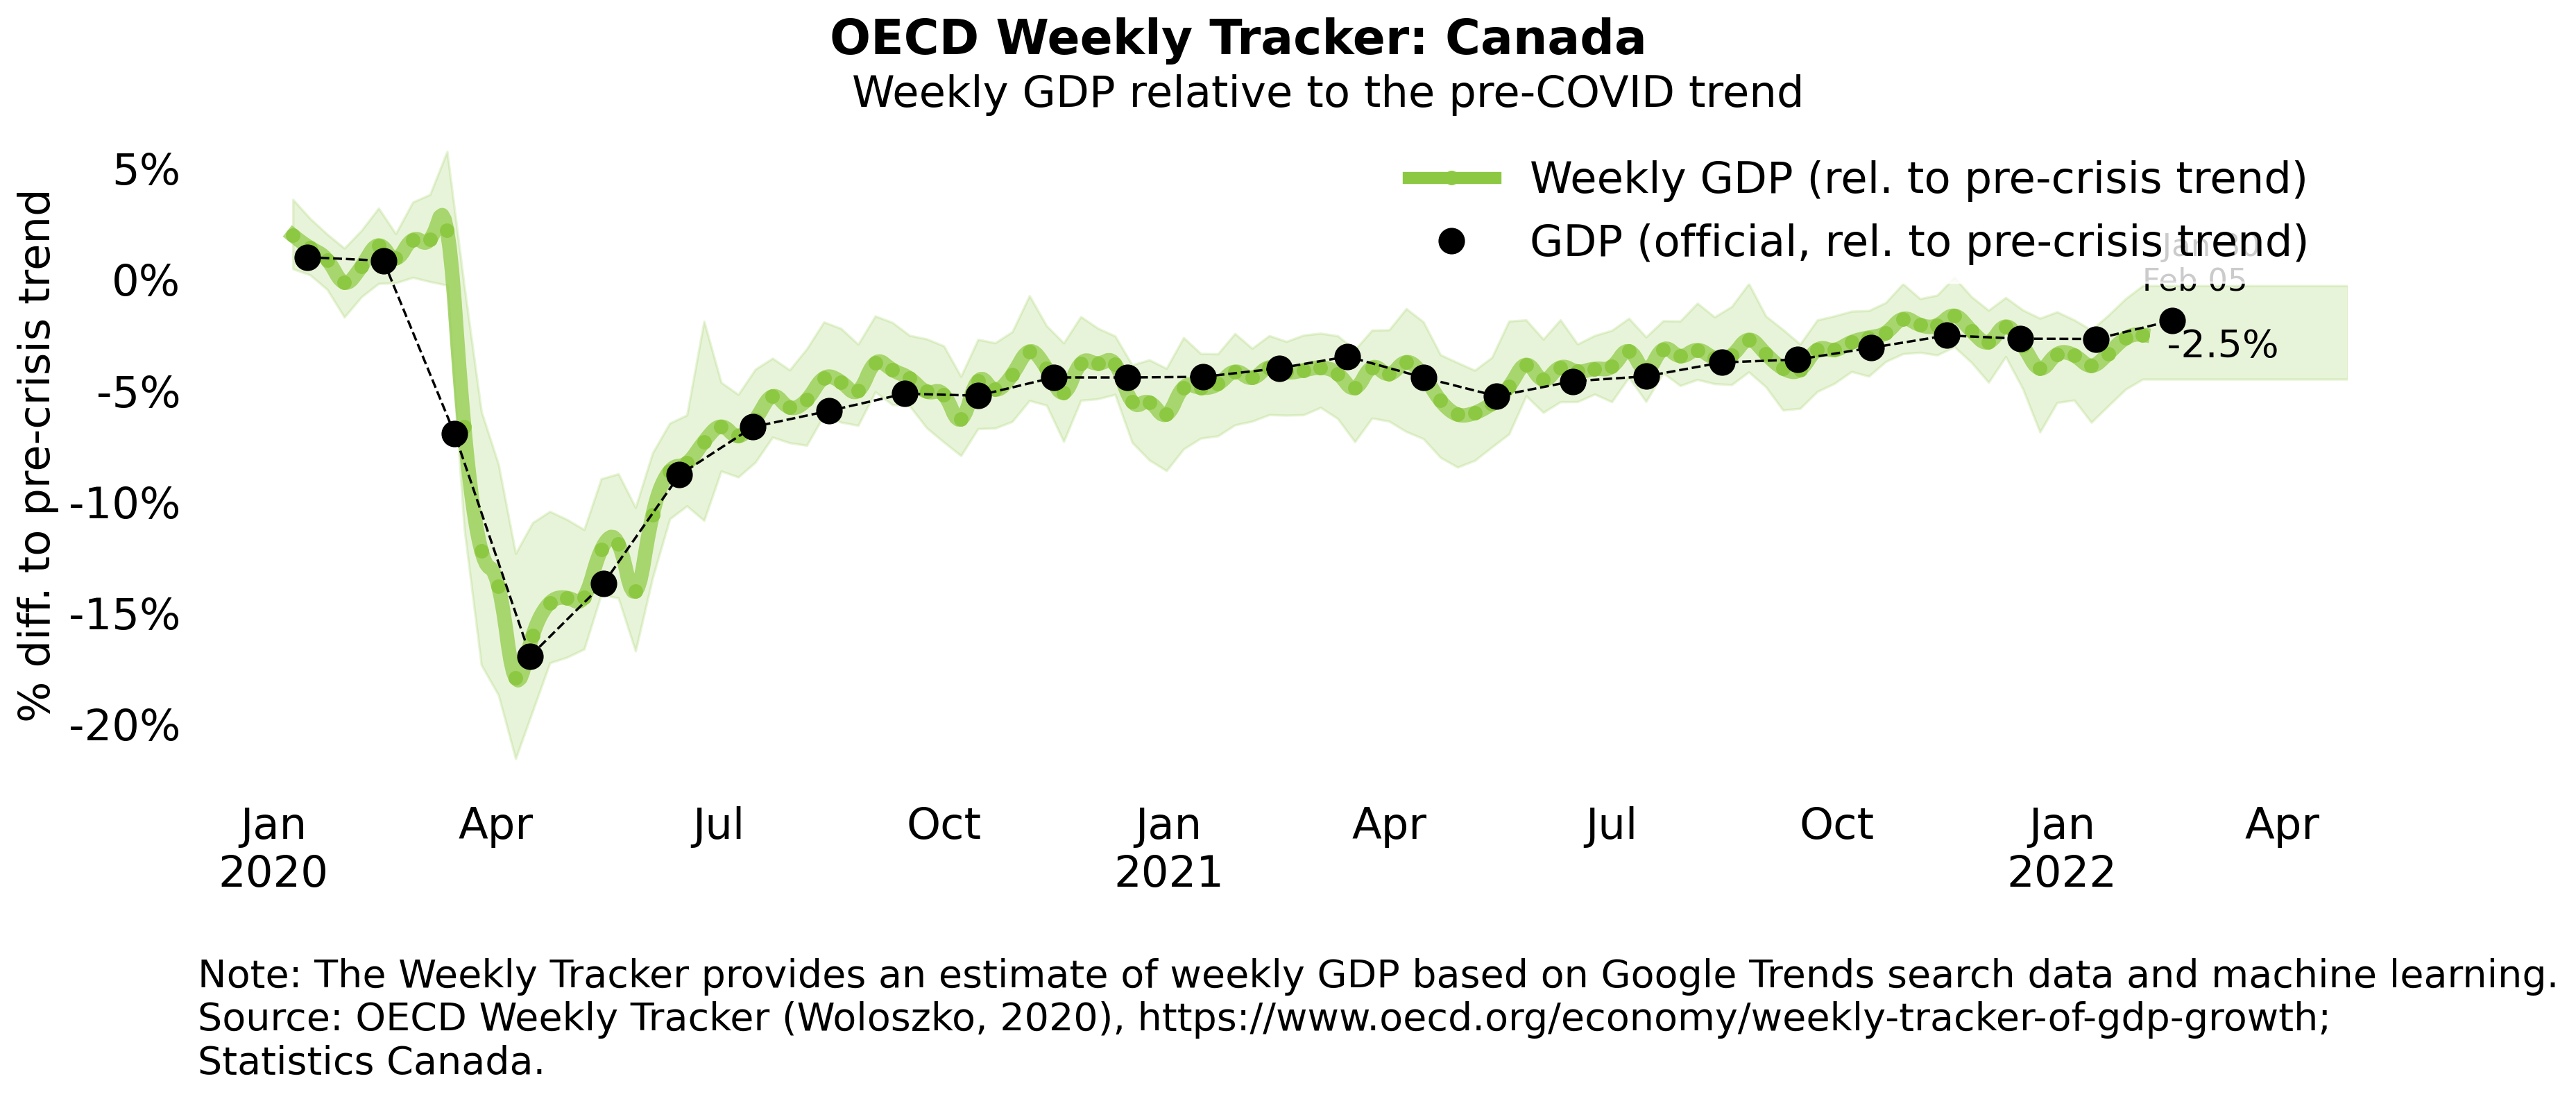 OECD Weekly Tracker: Canada
Weekly GDP relative to the pre-COVID trend
% diff. to pre-crisis trend
5%
0%
-5%
-10%
-15%
-20%
Weekly GDP (rel. to pre-crisis trend)
GDP (official, rel. to pre-crisis trend)
Jan 30
Feb 05
-2.5%
Jan Apr Jul Oct Jan Apr Jul Oct Jan Apr
2020 2021 2022
Note: The Weekly Tracker provides an estimate of weekly GDP based on Google Trends search data and machine learning.
Source: OECD Weekly Tracker (Woloszko, 2020), https://www.oecd.org/economy/weekly-tracker-of-gdp-growth;
Statistics Canada.